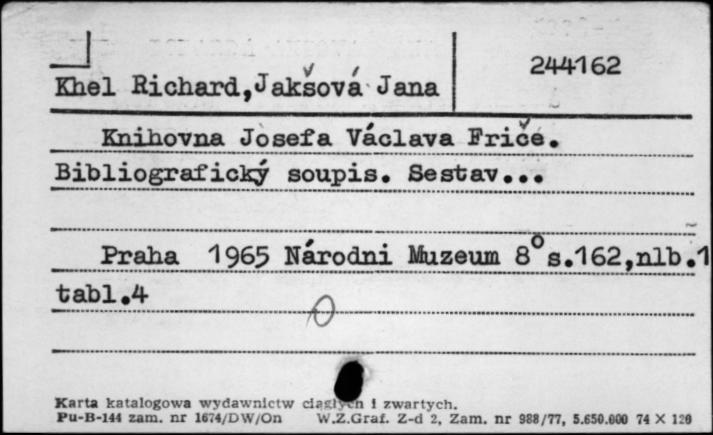 244162
Khel Richard,Jakšová Jana
Knihovna Josefa Václava Friče.
Bibliografický soupis. Sestav...
Praha 1965 Národni Muzeum 8° s.162,nlb.1
tabl.4
0
Karta katalogowa wydawnictw ciągłych i zwartych.
Pu-B-144 zam. nr 1674/DW/On W.Z.Graf. Z-d 2, Zam. nr 988/77, 5.650.000 74 X 120